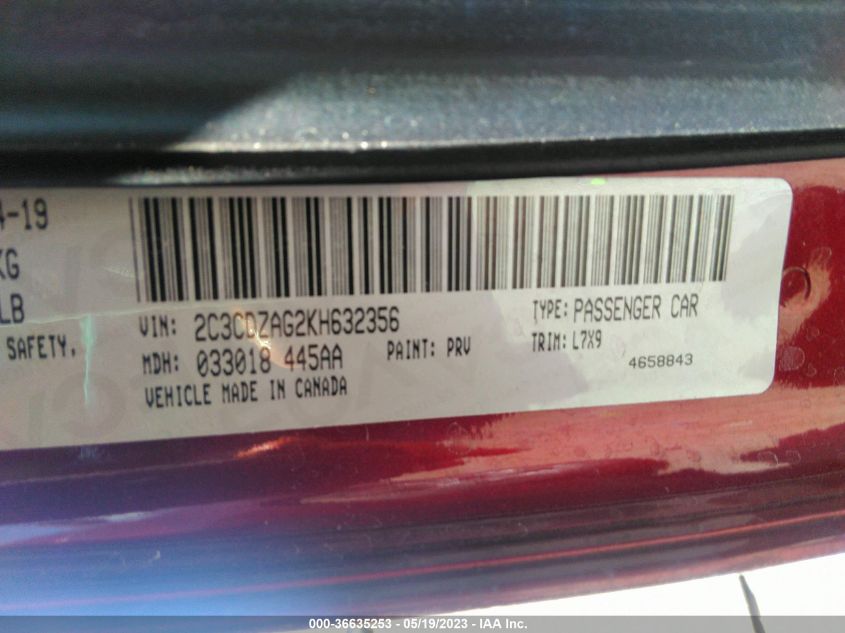 4-19
KG
LB
SAFETY,
VIN: 2C3CDZAG2KH632356
TYPE: PASSENGER CAR
MDH: 033018 445AA
PAINT: PRV
TRIM: L7X9
4658843
VEHICLE MADE IN CANADA
000-36635253 - 05/19/2023 - IAA Inc.